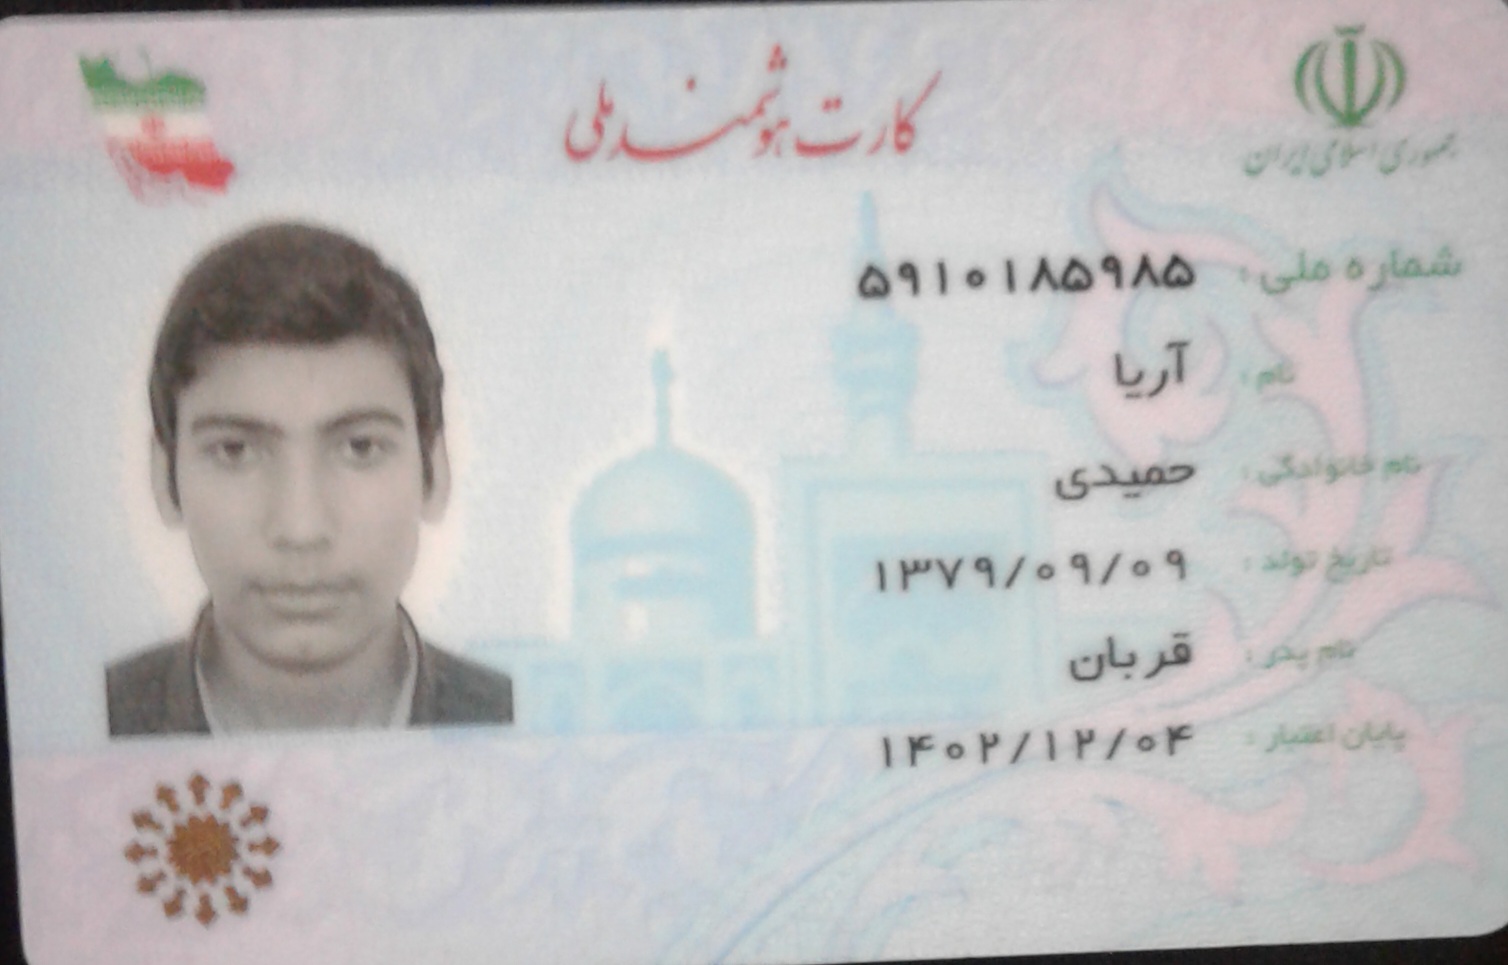 جمهوری اسلامی ایران
کارت هوشمند ملی
شماره ملی : ۵۹۱۰۱۸۵۹۸۵
نام : آریا
نام خانوادگی : حمیدی
تاریخ تولد : ۱۳۷۹/۰۹/۰۹
نام پدر : قربان
پایان اعتبار : ۱۴۰۲/۱۲/۰۴